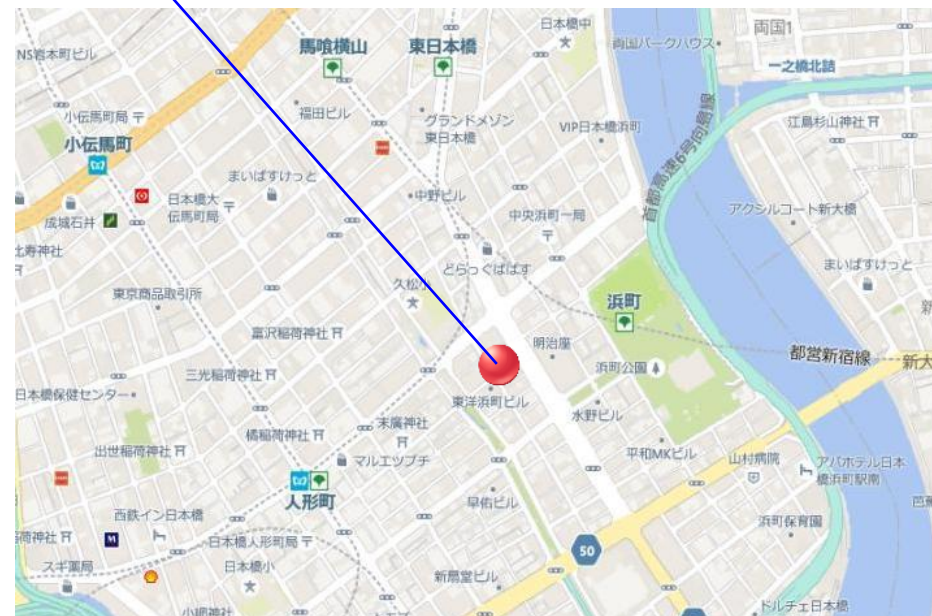 日本橋中
両国1
NS岩本町ビル
馬喰横山
東日本橋
両国パークハウス
一之橋北詰
小伝馬町局
福田ビル
グランドメゾン
東日本橋
VIP日本橋浜町
江島杉山神社
小伝馬町
首都高速6号向島線
まいばすけっと
日本橋大
伝馬町局
中野ビル
中央浜町一局
アクシルコート新大橋
成城石井
比寿神社
どらっぐぱぱす
まいばすけっと
久松小
東京商品取引所
浜町
新
富沢稲荷神社
明治座
都営新宿線
新大
三光稲荷神社
浜町公園
日本橋保健センター
東洋浜町ビル
水野ビル
末廣神社
橘稲荷神社
出世稲荷神社
マルエツプチ
平和MKビル
山村病院
アパホテル日本
橋浜町駅南
人形町
早佑ビル
芭蕉
西鉄イン日本橋
浜町保育園
稲荷神社
M
日本橋人形町局
50
スギ薬局
日本橋小
新扇堂ビル
小網神社
ドルチェ日本橋